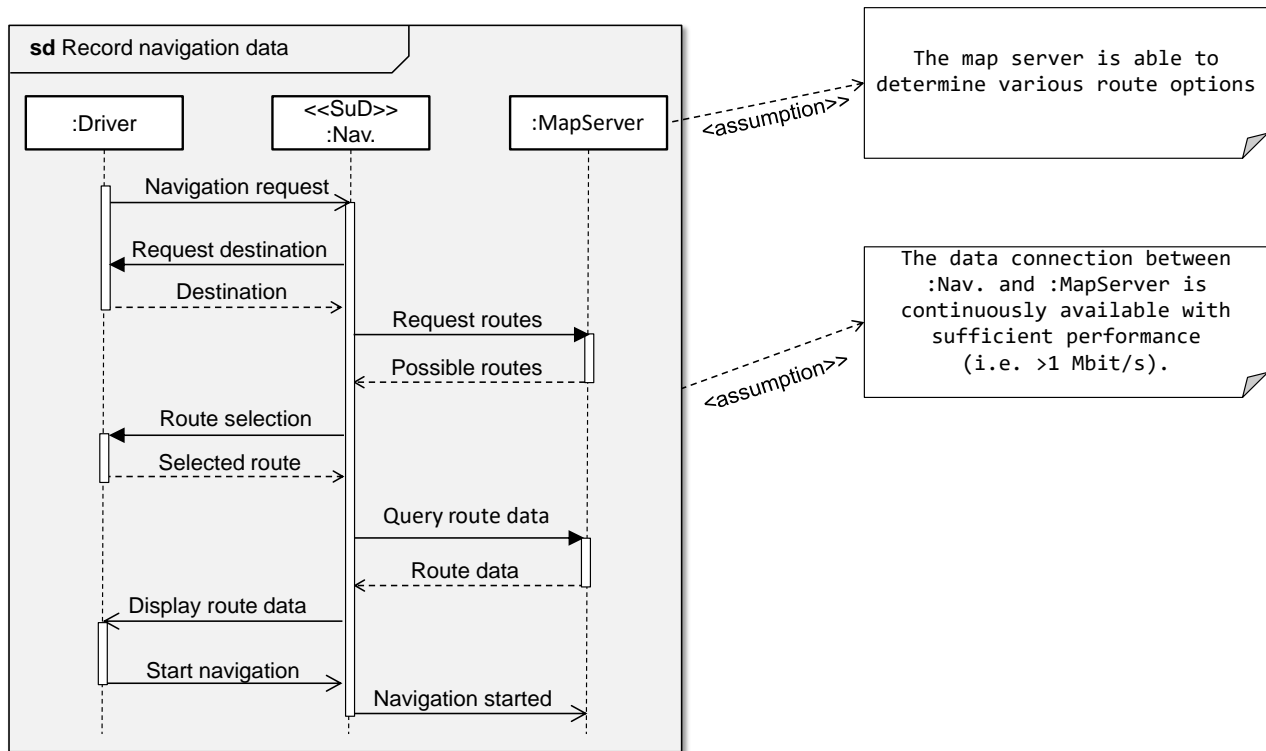 sd Record navigation data
:Driver
<<SuD>>
:Nav.
:MapServer
Navigation request
Request destination
Destination
Request routes
Possible routes
Route selection
Selected route
Query route data
Route data
Display route data
Start navigation
Navigation started
<assumption>>
The map server is able to
determine various route options
<assumption>>
The data connection between
:Nav. and :MapServer is
continuously available with
sufficient performance
(i.e. >1 Mbit/s).